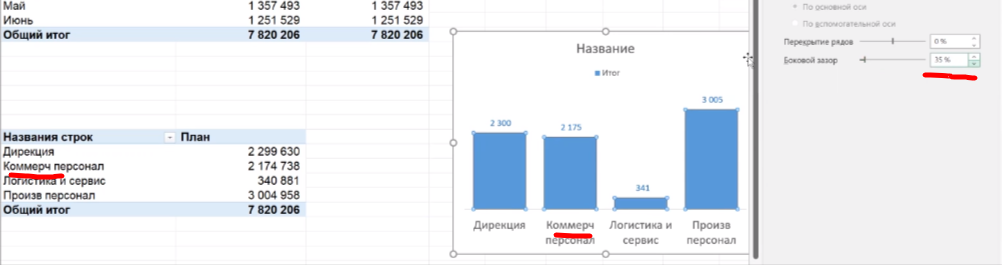 Май 1 357 493 1 357 493
Июнь 1 251 529 1 251 529
Общий итог 7 820 206 7 820 206
Названия строк План
Дирекция 2 299 630
Коммерч персонал 2 174 738
Логистика и сервис 340 881
Произв персонал 3 004 958
Общий итог 7 820 206
Название
Итог
2 300
2 175
341
3 005
Дирекция
Коммерч
персонал
Логистика и
сервис
Произв
персонал
По основной оси
По вспомогательной оси
Перекрытие рядов 0 %
Боковой зазор 35 %